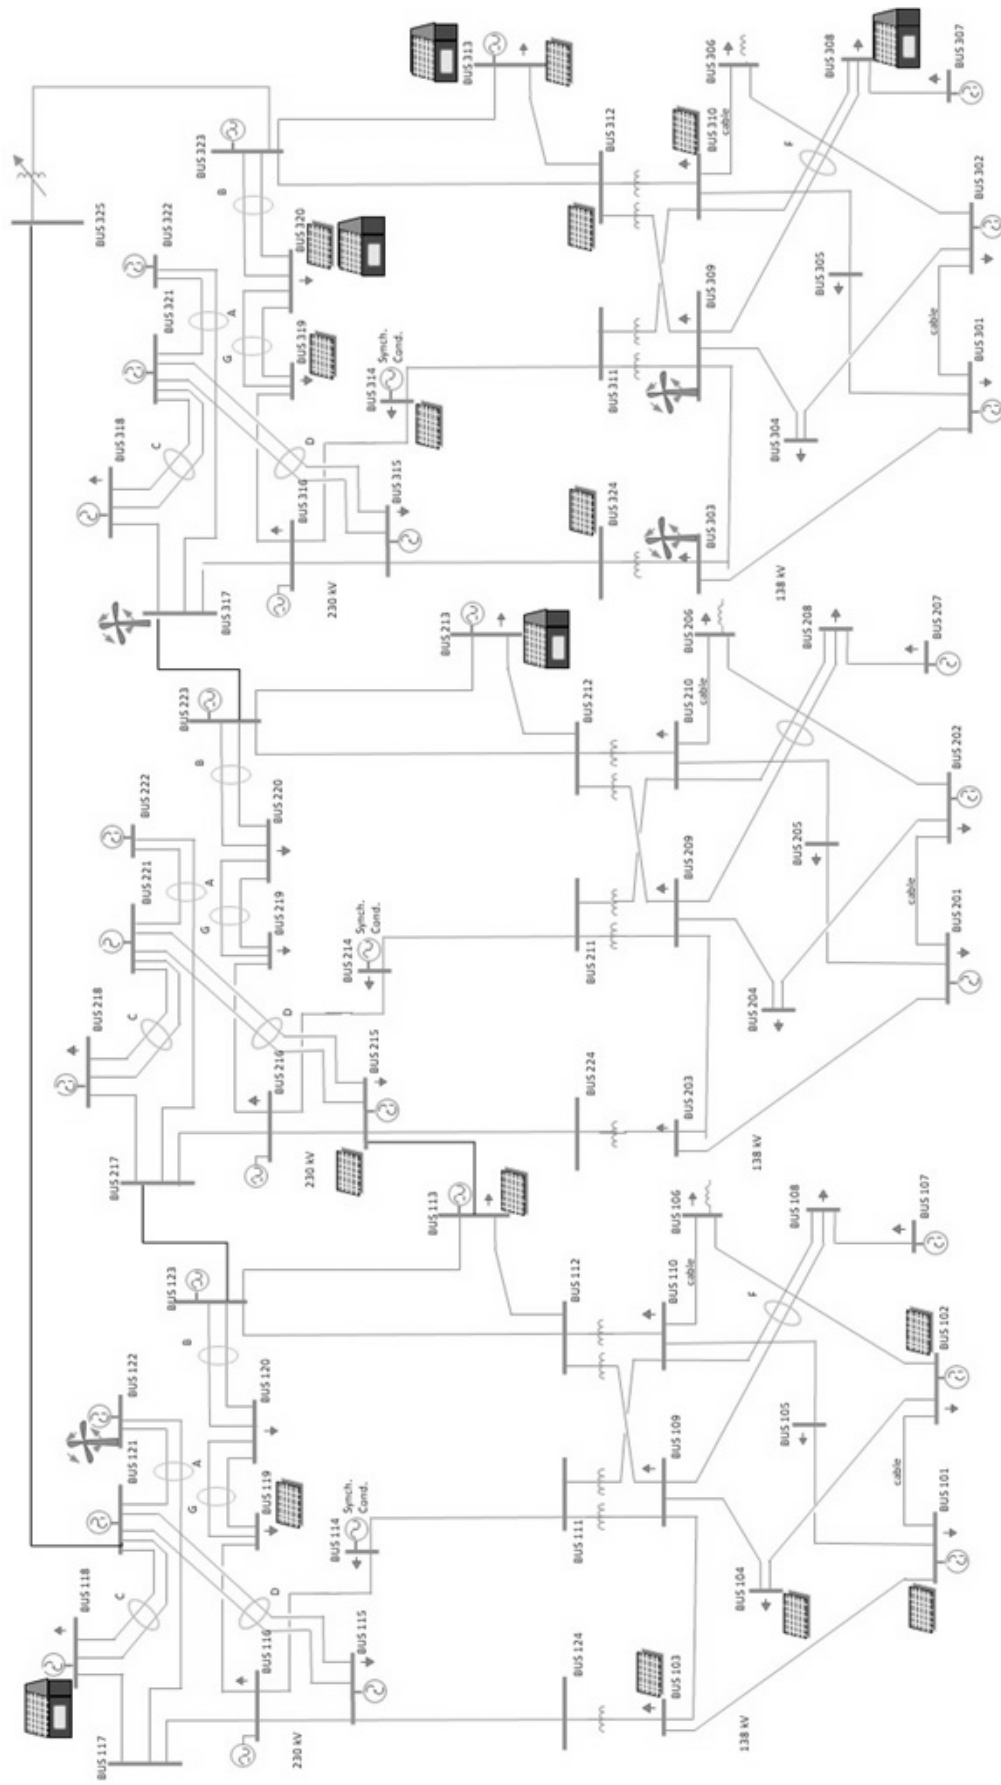 BUS 325
BUS 118
BUS 121
BUS 122
BUS 117
C
A
G
B
BUS 123
BUS 116
BUS 119
BUS 120
D
230 kV
BUS 115
BUS 114
Synch.
Cond.
BUS 113
BUS 124
BUS 111
BUS 112
BUS 103
BUS 109
BUS 110
cable
BUS 106
138 kV
BUS 104
BUS 105
F
BUS 108
cable
BUS 107
BUS 101
BUS 102
BUS 218
BUS 221
BUS 222
BUS 217
C
A
G
B
BUS 223
BUS 216
BUS 219
BUS 220
D
230 kV
BUS 215
BUS 214
Synch.
Cond.
BUS 213
BUS 224
BUS 211
BUS 212
BUS 203
BUS 209
BUS 210
cable
BUS 206
138 kV
BUS 204
BUS 205
BUS 208
cable
BUS 207
BUS 201
BUS 202
BUS 318
BUS 321
BUS 322
BUS 317
C
A
G
B
BUS 323
BUS 316
BUS 319
BUS 320
D
230 kV
BUS 315
BUS 314
Synch.
Cond.
BUS 313
BUS 324
BUS 311
BUS 312
BUS 303
BUS 309
BUS 310
cable
BUS 306
138 kV
BUS 304
BUS 305
F
BUS 308
cable
BUS 307
BUS 301
BUS 302